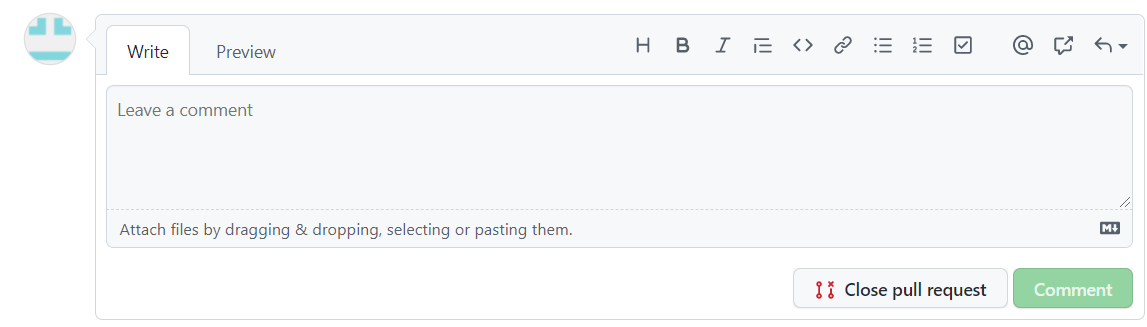 Write Preview H B I @
Leave a comment
Attach files by dragging & dropping, selecting or pasting them. M
Close pull request Comment